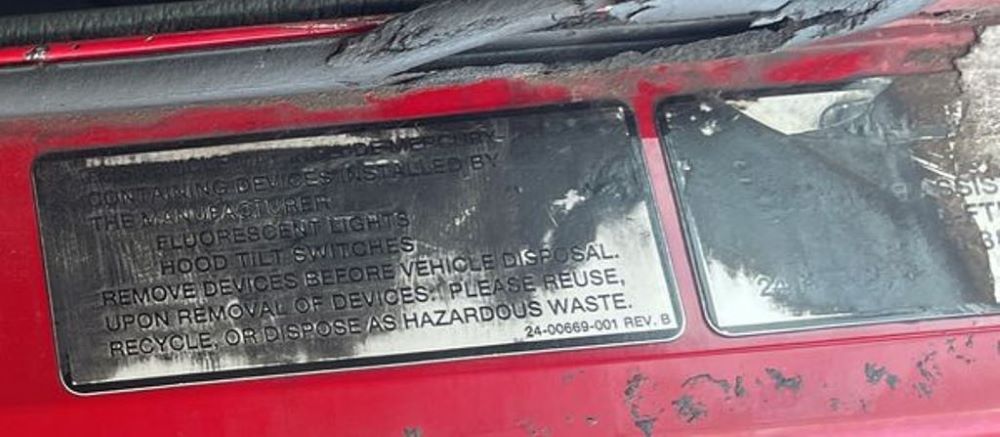 CONTAINING DEVICES INSTALLED BY
THE MANUFACTURER
FLUORESCENT LIGHTS
HOOD TILT SWITCHES
REMOVE DEVICES BEFORE VEHICLE DISPOSAL.
UPON REMOVAL OF DEVICES. PLEASE REUSE,
RECYCLE, OR DISPOSE AS HAZARDOUS WASTE.
24-00669-001 REV. B